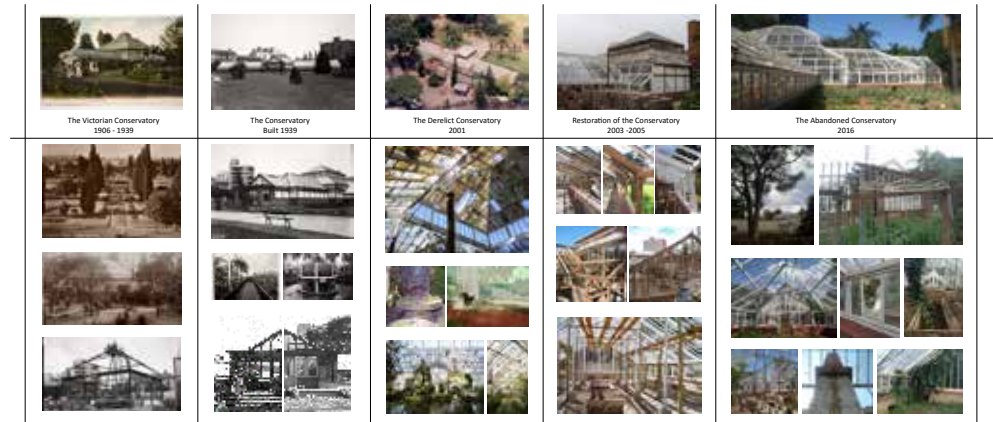 The Victorian Conservatory
1906 - 1939
The Conservatory
Built 1939
The Derelict Conservatory
2001
Restoration of the Conservatory
2003 -2005
The Abandoned Conservatory
2016